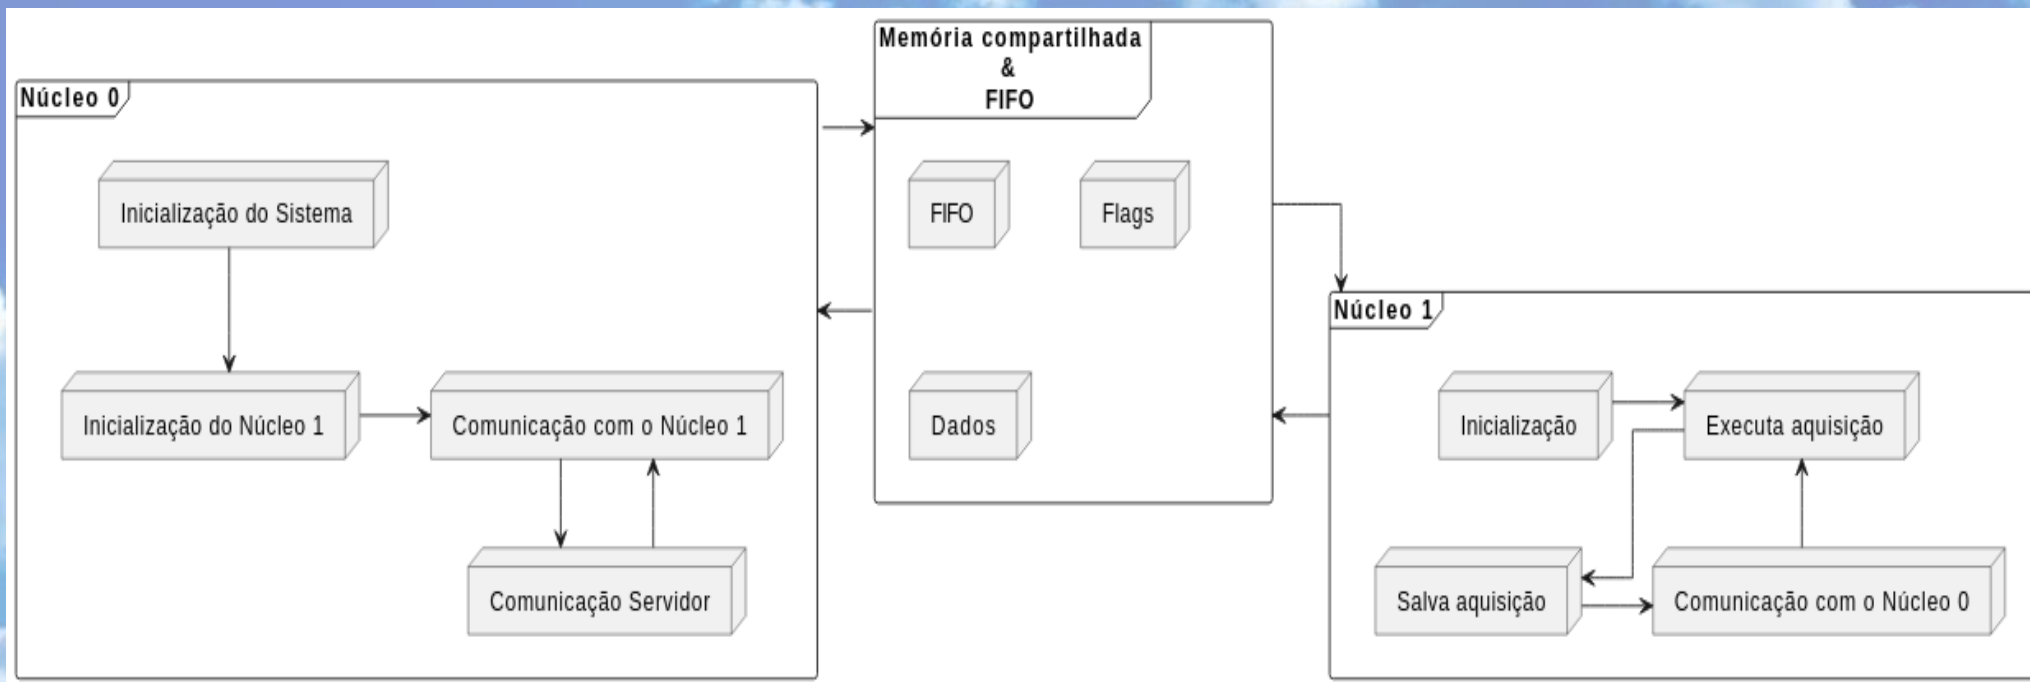 Núcleo 0
Inicialização do Sistema
Inicialização do Núcleo 1
Comunicação com o Núcleo 1
Comunicação Servidor
Memória compartilhada
&
FIFO
FIFO
Flags
Dados
Núcleo 1
Inicialização
Executa aquisição
Salva aquisição
Comunicação com o Núcleo 0